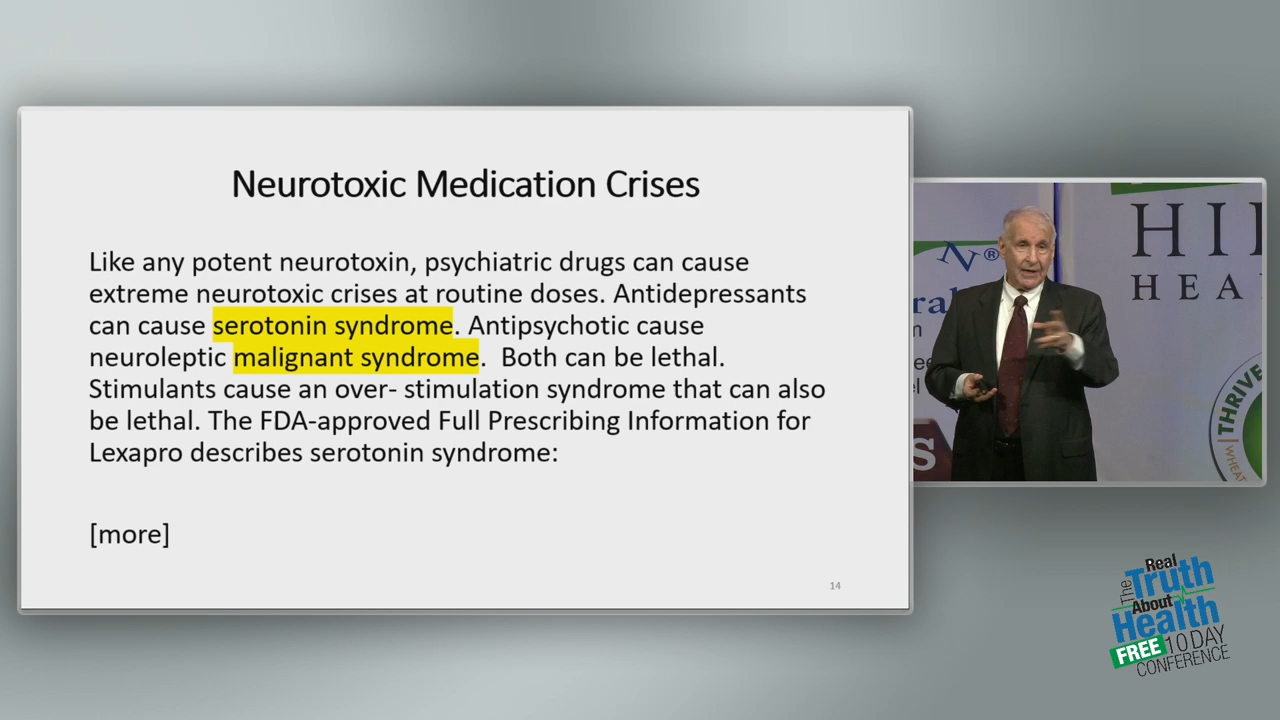 Neurotoxic Medication Crises
Like any potent neurotoxin, psychiatric drugs can cause
extreme neurotoxic crises at routine doses. Antidepressants
can cause serotonin syndrome. Antipsychotic cause
neuroleptic malignant syndrome.  Both can be lethal.
Stimulants cause an over- stimulation syndrome that can also
be lethal. The FDA-approved Full Prescribing Information for
Lexapro describes serotonin syndrome:
[more]
14
HI
HEA
N®
THRIVE
WHEAT
S
The Real
Truth
About
Health
FREE 10 DAY
CONFERENCE